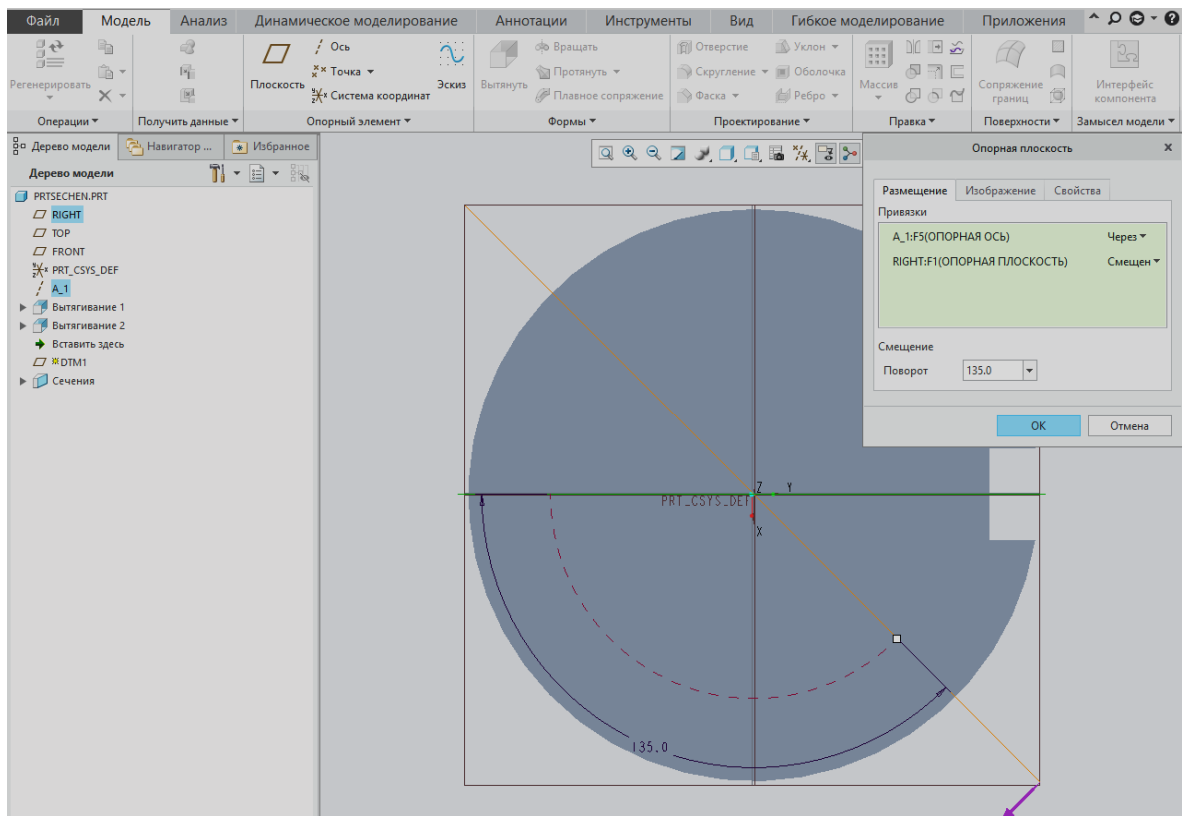 Файл Модель Анализ Динамическое моделирование Аннотации Инструменты Вид Гибкое моделирование Приложения
Регенерировать
Плоскость
Ось
Точка
Система координат
Эскиз
Вытянуть
Вращать
Протянуть
Плавное сопряжение
Отверстие
Скругление
Фаска
Уклон
Оболочка
Ребро
Массив
Сопряжение границ
Интерфейс компонента
Операции Получить данные Опорный элемент Формы Проектирование Правка Поверхности Замысел модели
Дерево модели Навигатор ... Избранное
Дерево модели
PRTSECHEN.PRT
RIGHT
TOP
FRONT
PRT_CSYS_DEF
A_1
Вытягивание 1
Вытягивание 2
Вставить здесь
DTM1
Сечения
Опорная плоскость x
Размещение Изображение Свойства
Привязки
A_1:F5(ОПОРНАЯ ОСЬ) Через
RIGHT:F1(ОПОРНАЯ ПЛОСКОСТЬ) Смещен
Смещение
Поворот 135.0
OK Отмена
PRT_CSYS_DEF
Z
Y
X
135.0